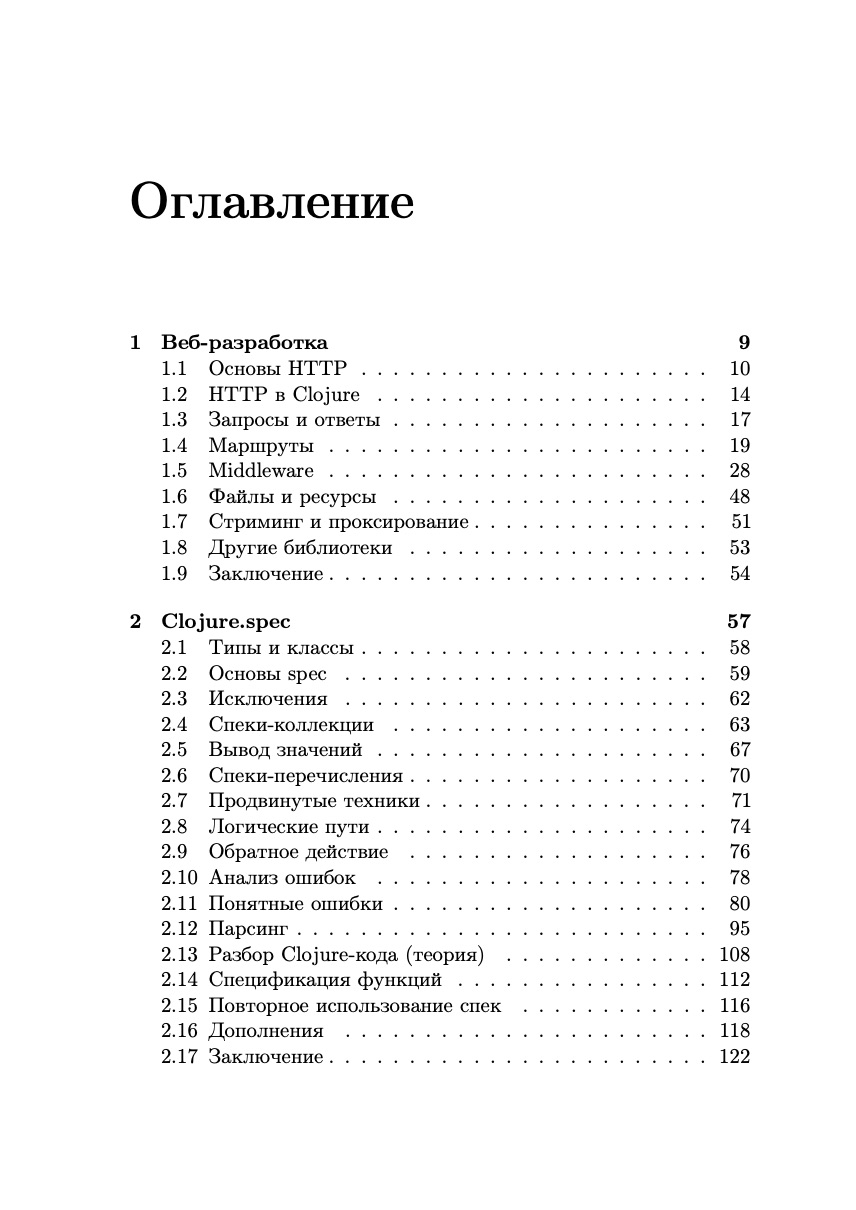 Оглавление
1 Веб-разработка 9
1.1 Основы HTTP . . . . . . . . . . . . . . . . . . . . . . 10
1.2 HTTP в Clojure . . . . . . . . . . . . . . . . . . . . . 14
1.3 Запросы и ответы . . . . . . . . . . . . . . . . . . . . 17
1.4 Маршруты . . . . . . . . . . . . . . . . . . . . . . . . 19
1.5 Middleware . . . . . . . . . . . . . . . . . . . . . . . . 28
1.6 Файлы и ресурсы . . . . . . . . . . . . . . . . . . . . 48
1.7 Стриминг и проксирование . . . . . . . . . . . . . . . 51
1.8 Другие библиотеки . . . . . . . . . . . . . . . . . . . 53
1.9 Заключение . . . . . . . . . . . . . . . . . . . . . . . . 54
2 Clojure.spec 57
2.1 Типы и классы . . . . . . . . . . . . . . . . . . . . . . 58
2.2 Основы spec . . . . . . . . . . . . . . . . . . . . . . . 59
2.3 Исключения . . . . . . . . . . . . . . . . . . . . . . . 62
2.4 Спеки-коллекции . . . . . . . . . . . . . . . . . . . . 63
2.5 Вывод значений . . . . . . . . . . . . . . . . . . . . . 67
2.6 Спеки-перечисления . . . . . . . . . . . . . . . . . . . 70
2.7 Продвинутые техники . . . . . . . . . . . . . . . . . . 71
2.8 Логические пути . . . . . . . . . . . . . . . . . . . . . 74
2.9 Обратное действие . . . . . . . . . . . . . . . . . . . 76
2.10 Анализ ошибок . . . . . . . . . . . . . . . . . . . . . 78
2.11 Понятные ошибки . . . . . . . . . . . . . . . . . . . . 80
2.12 Парсинг . . . . . . . . . . . . . . . . . . . . . . . . . . 95
2.13 Разбор Clojure-кода (теория) . . . . . . . . . . . . . 108
2.14 Спецификация функций . . . . . . . . . . . . . . . . 112
2.15 Повторное использование спек . . . . . . . . . . . . 116
2.16 Дополнения . . . . . . . . . . . . . . . . . . . . . . . 118
2.17 Заключение . . . . . . . . . . . . . . . . . . . . . . . . 122